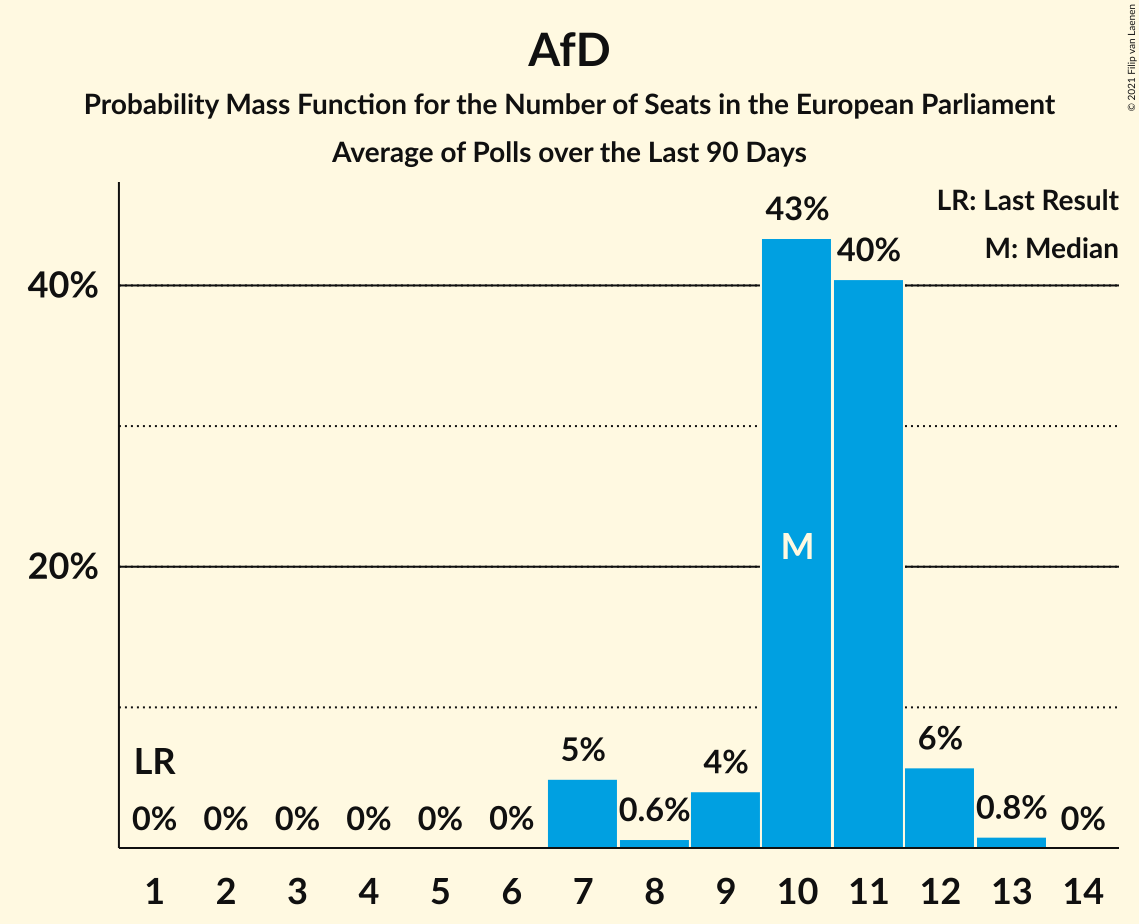 AfD
Probability Mass Function for the Number of Seats in the European Parliament
Average of Polls over the Last 90 Days
© 2021 Filip van Laenen
LR: Last Result
M: Median
43%
40%
40%
M
20%
LR
5%
4%
6%
0% 0% 0% 0% 0% 0% 0.6% 0.8% 0%
1 2 3 4 5 6 7 8 9 10 11 12 13 14